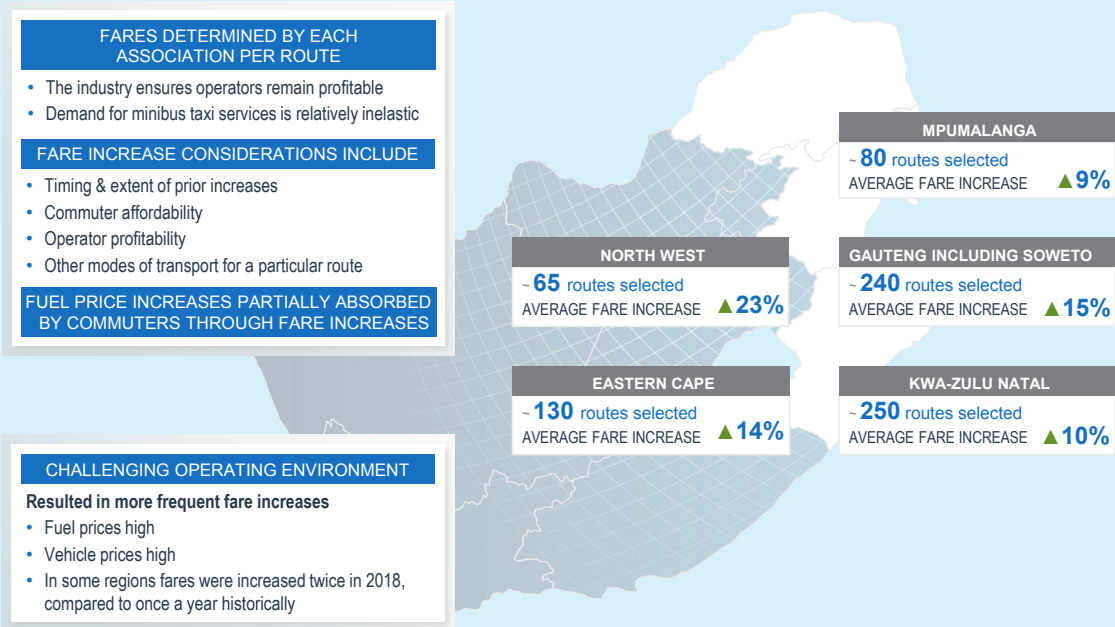 FARES DETERMINED BY EACH
ASSOCIATION PER ROUTE
• The industry ensures operators remain profitable
• Demand for minibus taxi services is relatively inelastic
FARE INCREASE CONSIDERATIONS INCLUDE
• Timing & extent of prior increases
• Commuter affordability
• Operator profitability
• Other modes of transport for a particular route
FUEL PRICE INCREASES PARTIALLY ABSORBED
BY COMMUTERS THROUGH FARE INCREASES
CHALLENGING OPERATING ENVIRONMENT
Resulted in more frequent fare increases
• Fuel prices high
• Vehicle prices high
• In some regions fares were increased twice in 2018,
compared to once a year historically
MPUMALANGA
~ 80 routes selected
AVERAGE FARE INCREASE ▲9%
NORTH WEST
~ 65 routes selected
AVERAGE FARE INCREASE ▲23%
GAUTENG INCLUDING SOWETO
~ 240 routes selected
AVERAGE FARE INCREASE ▲15%
EASTERN CAPE
~ 130 routes selected
AVERAGE FARE INCREASE ▲14%
KWA-ZULU NATAL
~ 250 routes selected
AVERAGE FARE INCREASE ▲10%